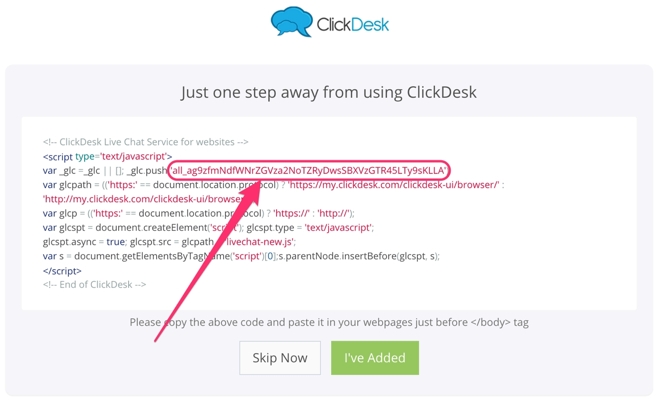 ClickDesk
Just one step away from using ClickDesk
<!-- ClickDesk Live Chat Service for websites -->
<script type='text/javascript'>
var _glc =_glc || []; _glc.push('all_ag9zfmNdfWNrZGVza2NoTZRyDwsSBXVzGTR45LTy9sKLLA'
var glcpath = (('https:' == document.location.protocol) ? 'https://my.clickdesk.com/clickdesk-ui/browser/' :
'http://my.clickdesk.com/clickdesk-ui/browser
var glcp = (('https:' == document.location.protocol) ? 'https://' : 'http://');
var glcspt = document.createElement('script'); glcspt.type = 'text/javascript';
glcspt.async = true; glcspt.src = glcpath livechat-new.js';
var s = document.getElementsByTagName('script')[0];s.parentNode.insertBefore(glcspt, s);
</script>
<!-- End of ClickDesk -->
Please copy the above code and paste it in your webpages just before </body> tag
Skip Now
I've Added